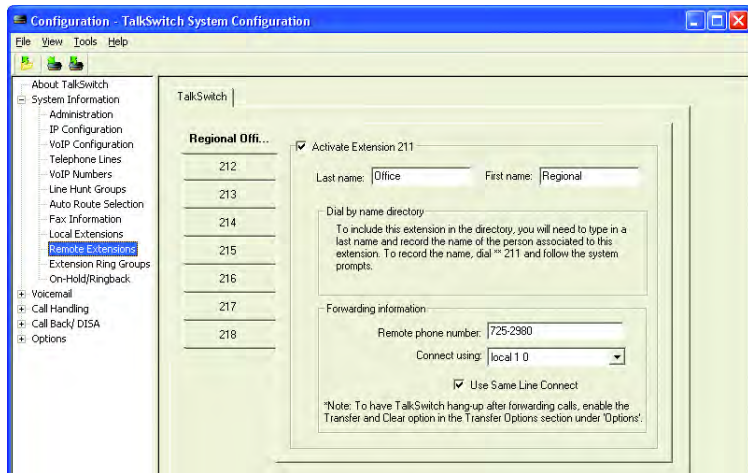 Configuration - TalkSwitch System Configuration
File View Tools Help
About TalkSwitch
System Information
Administration
IP Configuration
VoIP Configuration
Telephone Lines
VoIP Numbers
Line Hunt Groups
Auto Route Selection
Fax Information
Local Extensions
Remote Extensions
Extension Ring Groups
On-Hold/Ringback
Voicemail
Call Handling
Call Back/ DISA
Options
TalkSwitch
Regional Offi...
212
213
214
215
216
217
218
Activate Extension 211
Last name: Office First name: Regional
Dial by name directory
To include this extension in the directory, you will need to type in a
last name and record the name of the person associated to this
extension. To record the name, dial ** 211 and follow the system
prompts.
Forwarding information
Remote phone number: 725-2980
Connect using: local 1 0
Use Same Line Connect
*Note: To have TalkSwitch hang-up after forwarding calls, enable the
Transfer and Clear option in the Transfer Options section under 'Options'.